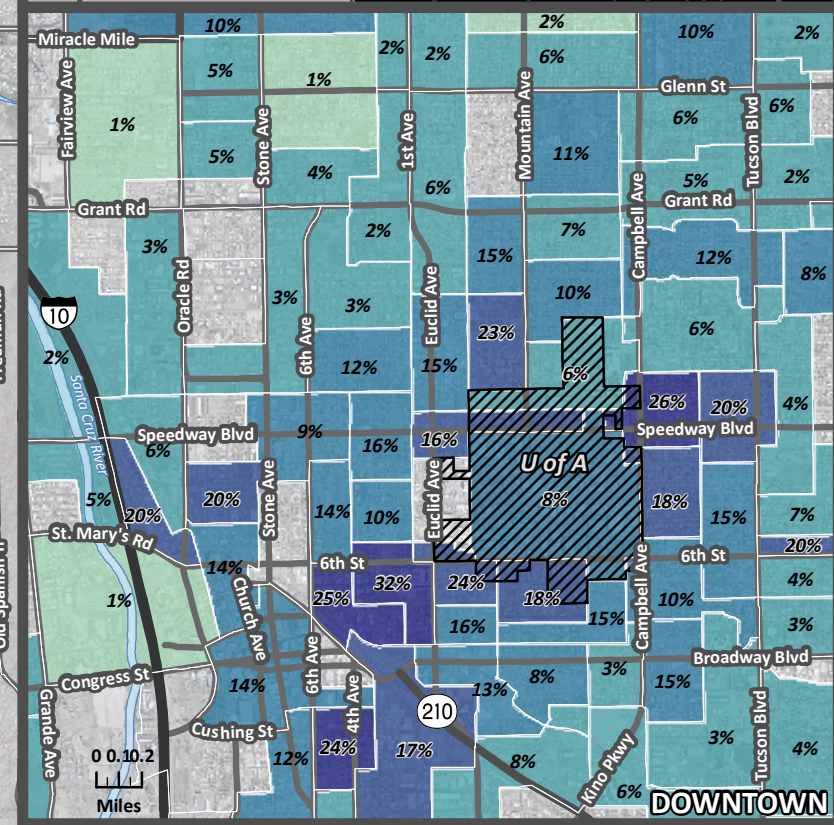 10%
2%
Miracle Mile
2%
2%
6%
10%
2%
5%
1%
Glenn St
Fairview Ave
1%
Stone Ave
1st Ave
Mountain Ave
6%
6%
Tucson Blvd
5%
4%
11%
6%
5%
2%
Grant Rd
Grant Rd
Campbell Ave
3%
2%
7%
15%
12%
8%
Oracle Rd
3%
3%
Euclid Ave
10%
10
6th Ave
23%
6%
2%
12%
15%
6%
Santa Cruz River
26%
20%
4%
Speedway Blvd
9%
16%
16%
Speedway Blvd
6%
U of A
5%
20%
20%
Stone Ave
14%
10%
Euclid Ave
8%
18%
15%
7%
St. Mary's Rd
14%
6th St
6th St
20%
1%
Church Ave
25%
32%
24%
18%
15%
Campbell Ave
10%
4%
16%
3%
Old Spanish Tr
Congress St
14%
6th Ave
4th Ave
13%
8%
3%
15%
Broadway Blvd
Grande Ave
Cushing St
210
12%
24%
17%
8%
Kino Pkwy
6%
3%
Tucson Blvd
4%
0 0.1 0.2
Miles
DOWNTOWN